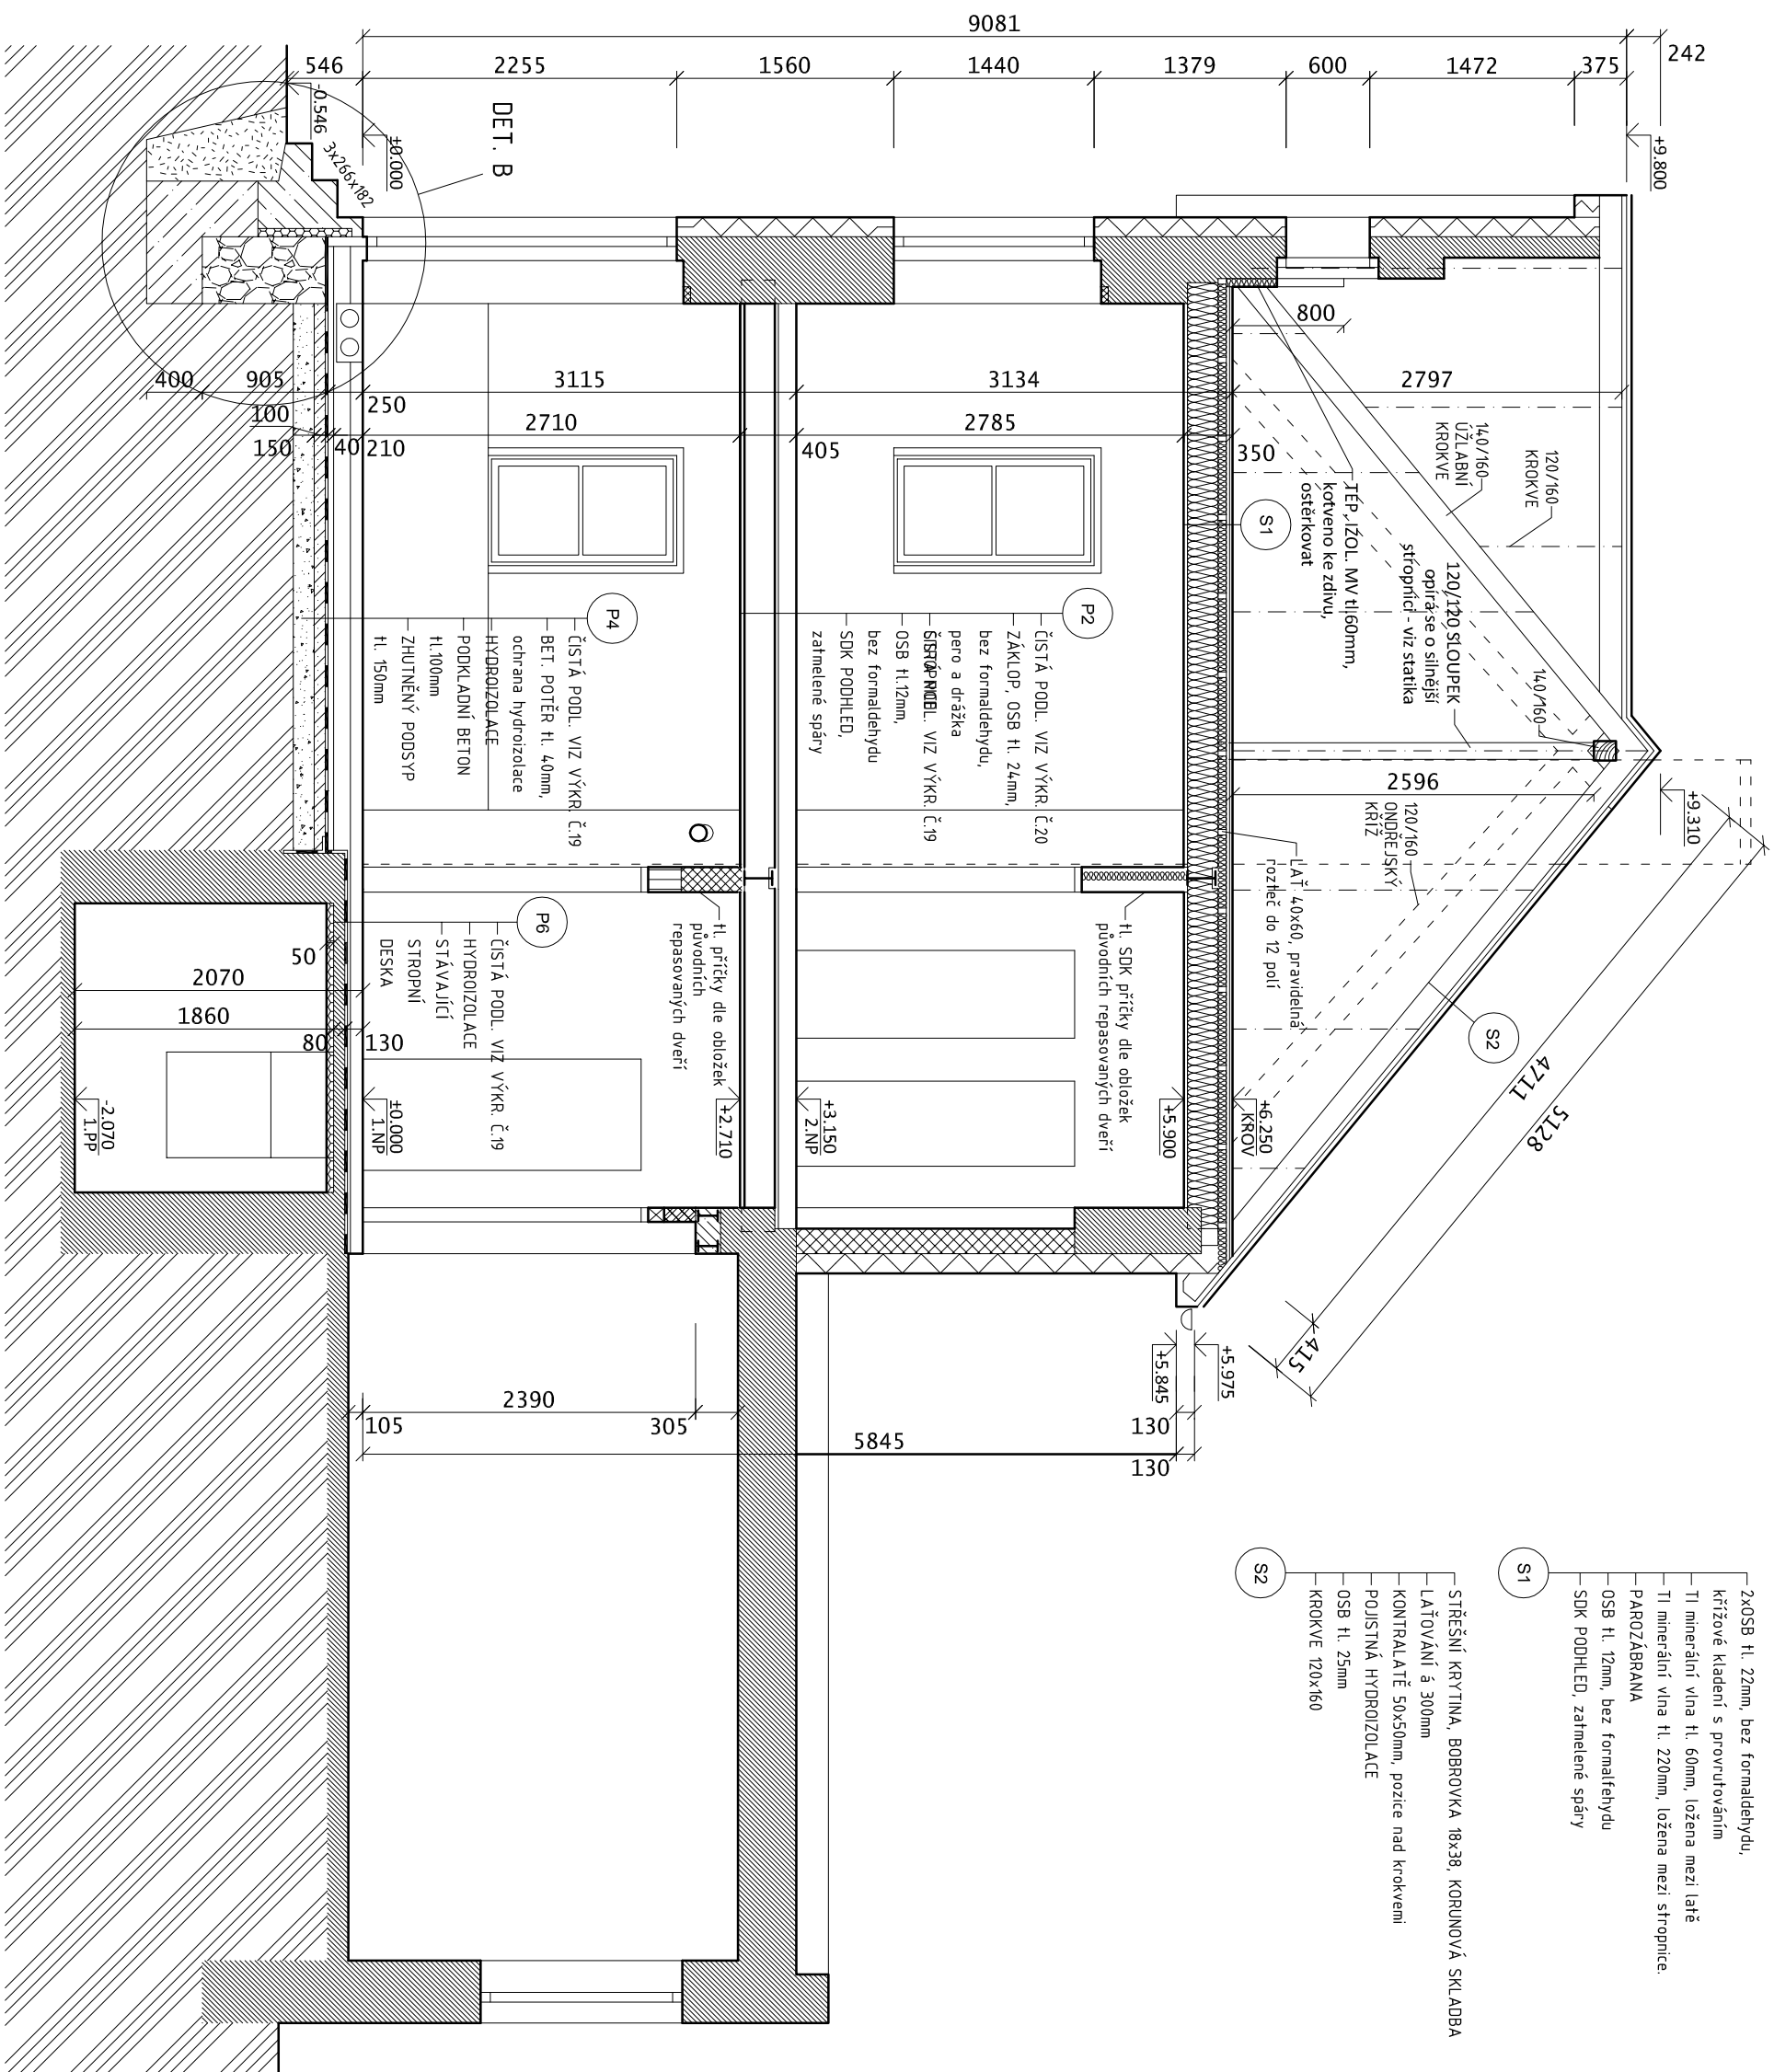 9081
242
546
2255
1560
1440
1379
600
1472
375
+9.800
-0.546
3x266x182
±0.000
DET. B
800
400
905
250
3115
3134
2797
100
150
40
210
2710
405
2785
350
120/160
KROKVE
140/160
ÚŽLABNÍ
KROKVE
S1
TEP. IZOL. MV tl.60mm,
kotveno ke zdivu,
ostěrkovat
120/120 SLOUPEK
opírá se o silnější
stropnici - viz statika
140/160
2596
+9.310
120/160
ONDŘEJSKÝ
KŘÍŽ
P2
ČISTÁ PODL. VIZ VÝKR. Č.20
ZÁKLOP, OSB tl. 24mm,
bez formaldehydu,
pero a drážka
OSB tl.12mm,
bez formaldehydu
SDK PODHLED,
zatmelené spáry
P4
ČISTÁ PODL. VIZ VÝKR. Č.19
BET. POTĚR tl. 40mm,
ochrana hydroizolace
HYDROIZOLACE
PODKLADNÍ BETON
tl.100mm
ZHUTNĚNÝ PODSYP
tl. 150mm
LAŤ 40x60, pravidelná
rozteč do 12 polí
tl. SDK příčky dle obložek
původních repasovaných dveří
tl. příčky dle obložek
původních
repasovaných dveří
P6
ČISTÁ PODL. VIZ VÝKR. Č.19
HYDROIZOLACE
STÁVAJÍCÍ
STROPNÍ
DESKA
50
2070
1860
80
130
S2
4711
5128
415
+6.250
KROV
+5.900
+3.150
2.NP
+2.710
±0.000
1.NP
-2.070
1.PP
+5.975
+5.845
2390
105
305
130
5845
130
S1
2xOSB tl. 22mm, bez formaldehydu,
křížové kladení s provrutováním
TI minerální vlna tl. 60mm, ložena mezi latě
TI minerální vlna tl. 220mm, ložena mezi stropnice.
PAROZÁBRANA
OSB tl. 12mm, bez formalfehydu
SDK PODHLED, zatmelené spáry
S2
STŘEŠNÍ KRYTINA, BOBROVKA 18x38, KORUNOVÁ SKLADBA
LAŤOVÁNÍ á 300mm
KONTRALATĚ 50x50mm, pozice nad krokvemi
POJISTNÁ HYDROIZOLACE
OSB tl. 25mm
KROKVE 120x160